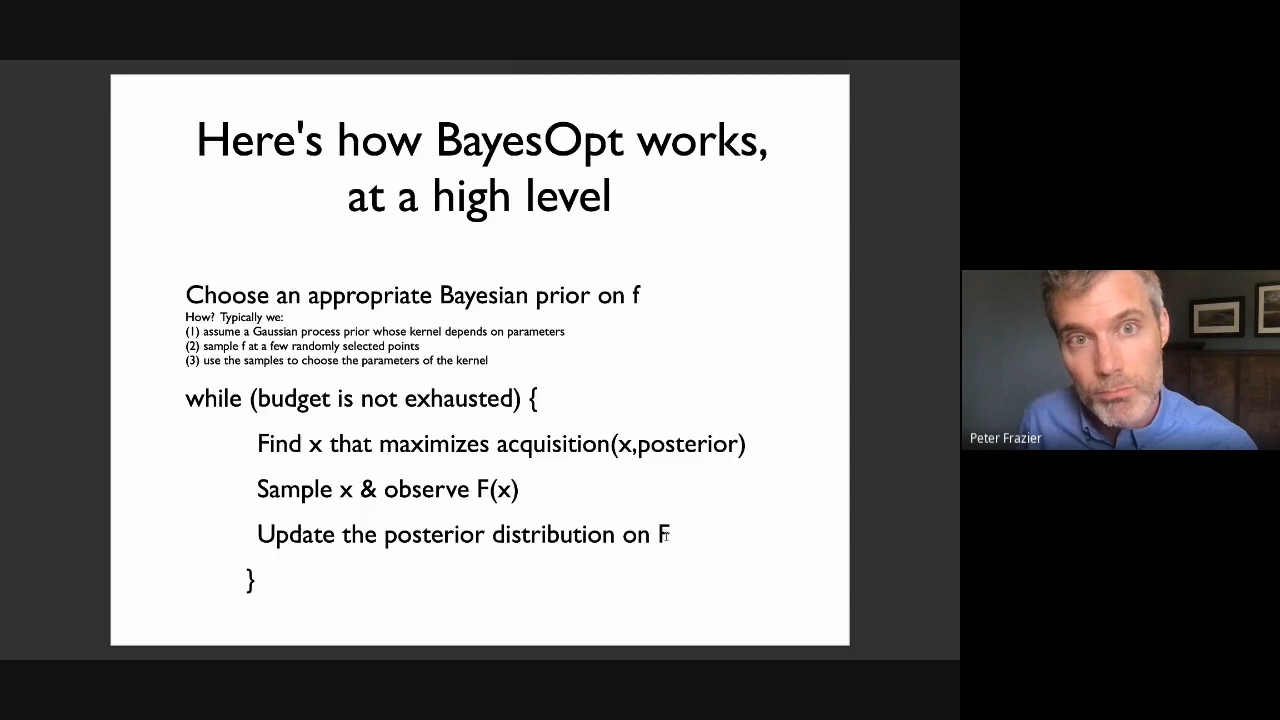 Here's how BayesOpt works,
at a high level
Choose an appropriate Bayesian prior on f
How? Typically we:
(1) assume a Gaussian process prior whose kernel depends on parameters
(2) sample f at a few randomly selected points
(3) use the samples to choose the parameters of the kernel
while (budget is not exhausted) {
Find x that maximizes acquisition(x,posterior)
Sample x & observe F(x)
Update the posterior distribution on F
}
Peter Frazier